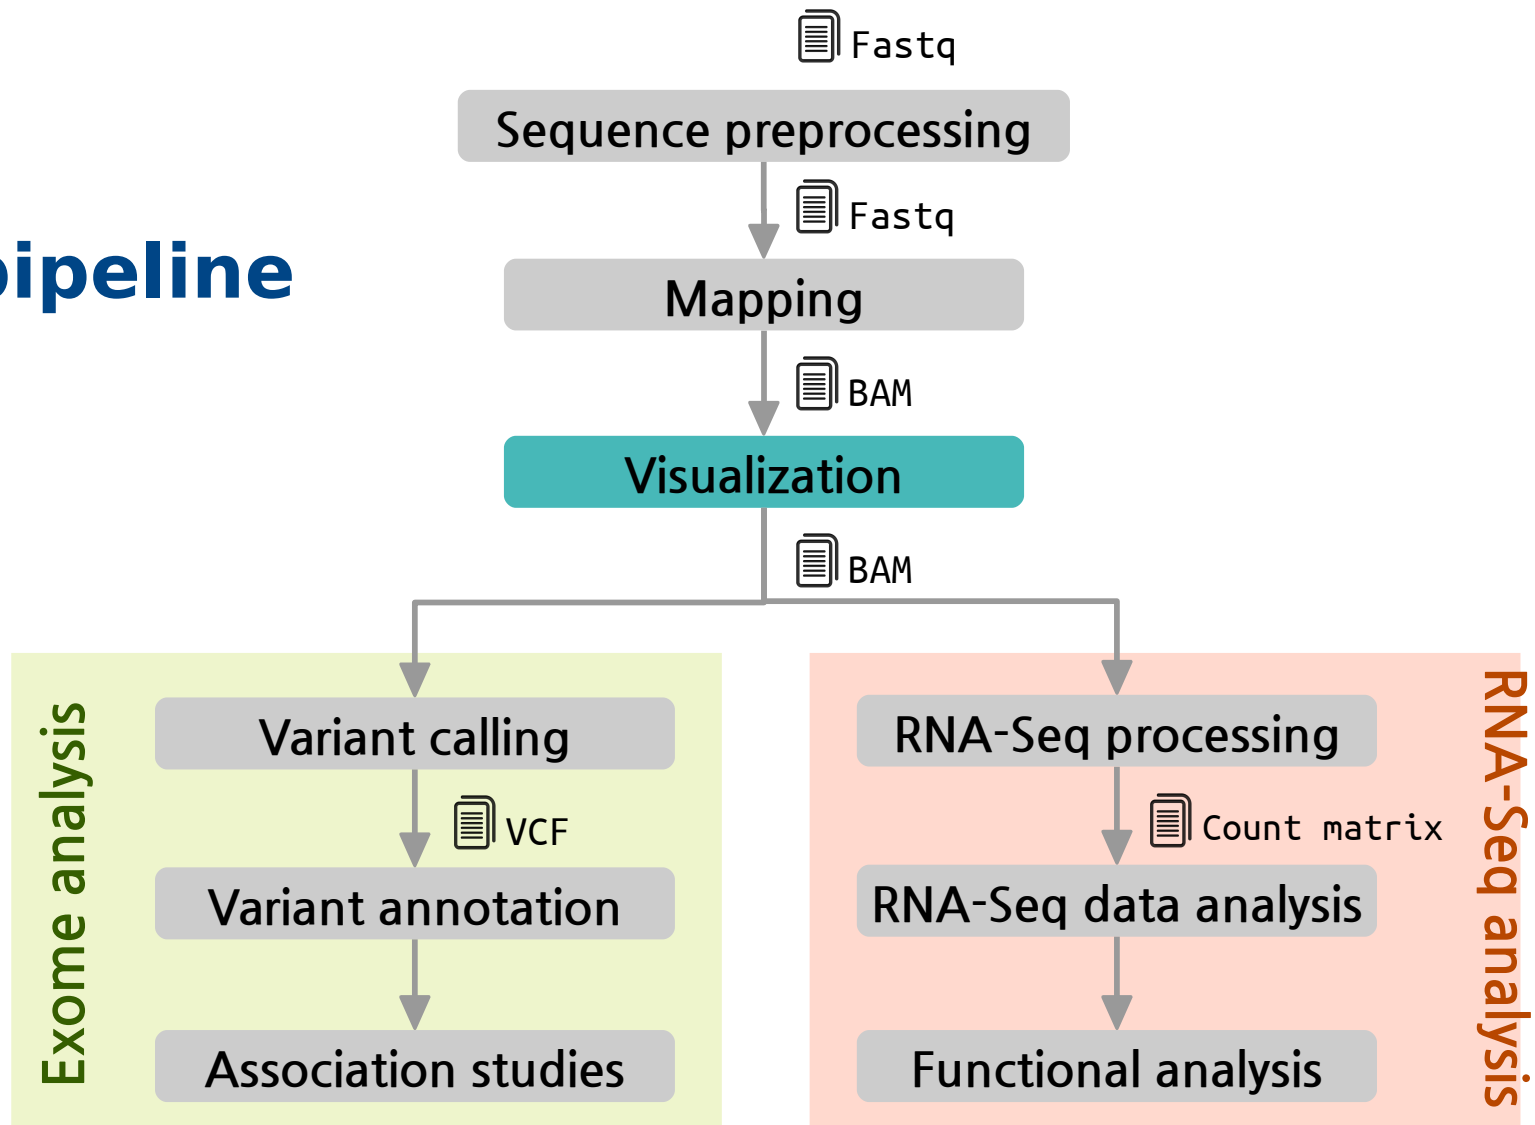 Fastq
Sequence preprocessing
Fastq
pipeline
Mapping
BAM
Visualization
BAM
Exome analysis
Variant calling
VCF
Variant annotation
Association studies
RNA-Seq processing
Count matrix
RNA-Seq data analysis
Functional analysis
RNA-Seq analysis